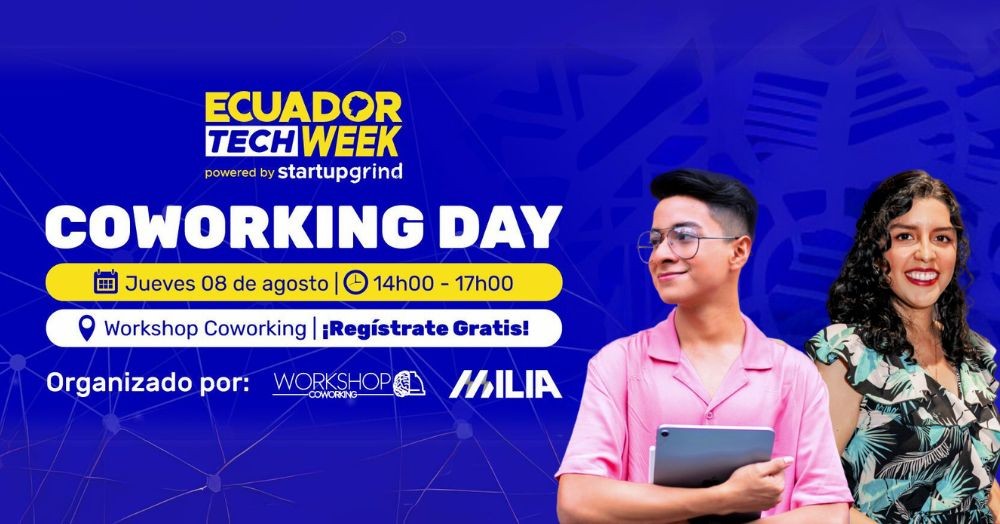 ECUADOR
TECH WEEK
powered by startupgrind
COWORKING DAY
Jueves 08 de agosto | 14h00 - 17h00
Workshop Coworking | ¡Regístrate Gratis!
Organizado por: WORKSHOP COWORKING MILIA